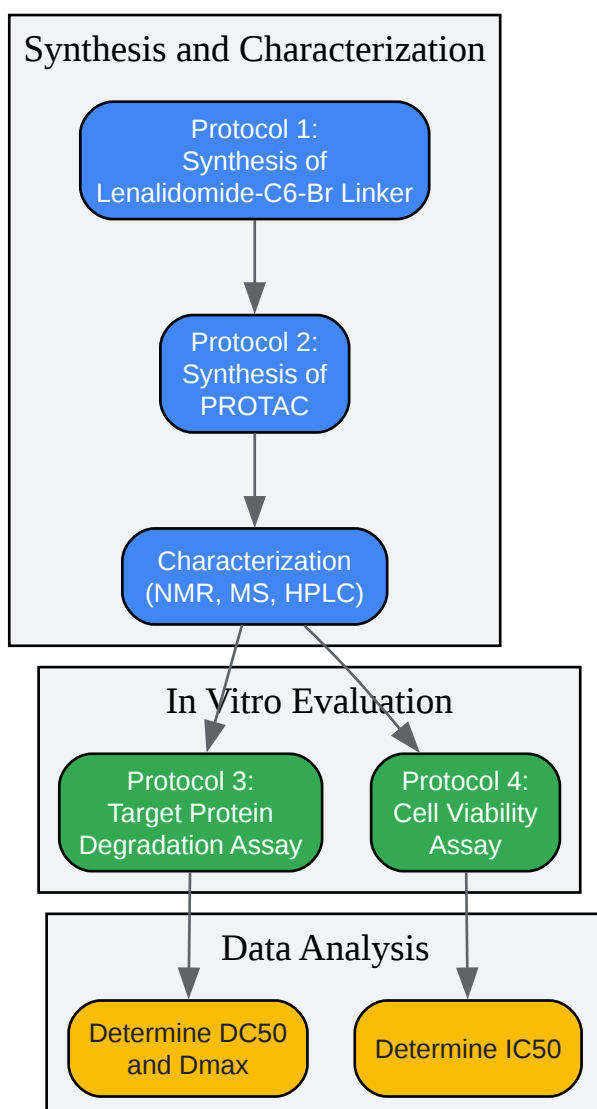 Synthesis and Characterization
Protocol 1:
Synthesis of
Lenalidomide-C6-Br Linker
Protocol 2:
Synthesis of
PROTAC
Characterization
(NMR, MS, HPLC)
In Vitro Evaluation
Protocol 3:
Target Protein
Degradation Assay
Protocol 4:
Cell Viability
Assay
Data Analysis
Determine DC50
and Dmax
Determine IC50